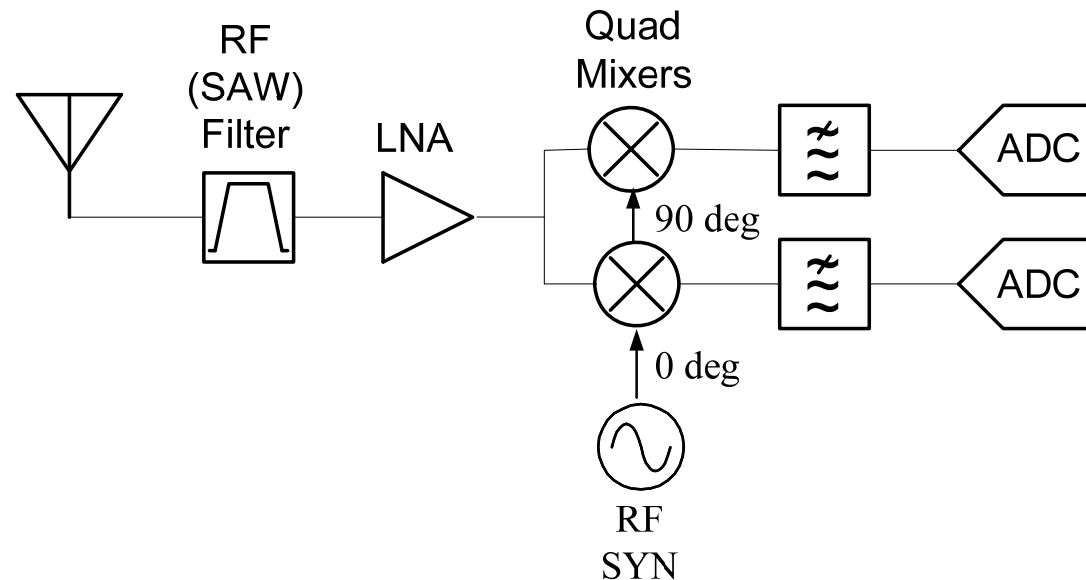 RF
(SAW)
Filter
LNA
Quad
Mixers
90 deg
0 deg
RF
SYN
ADC
ADC